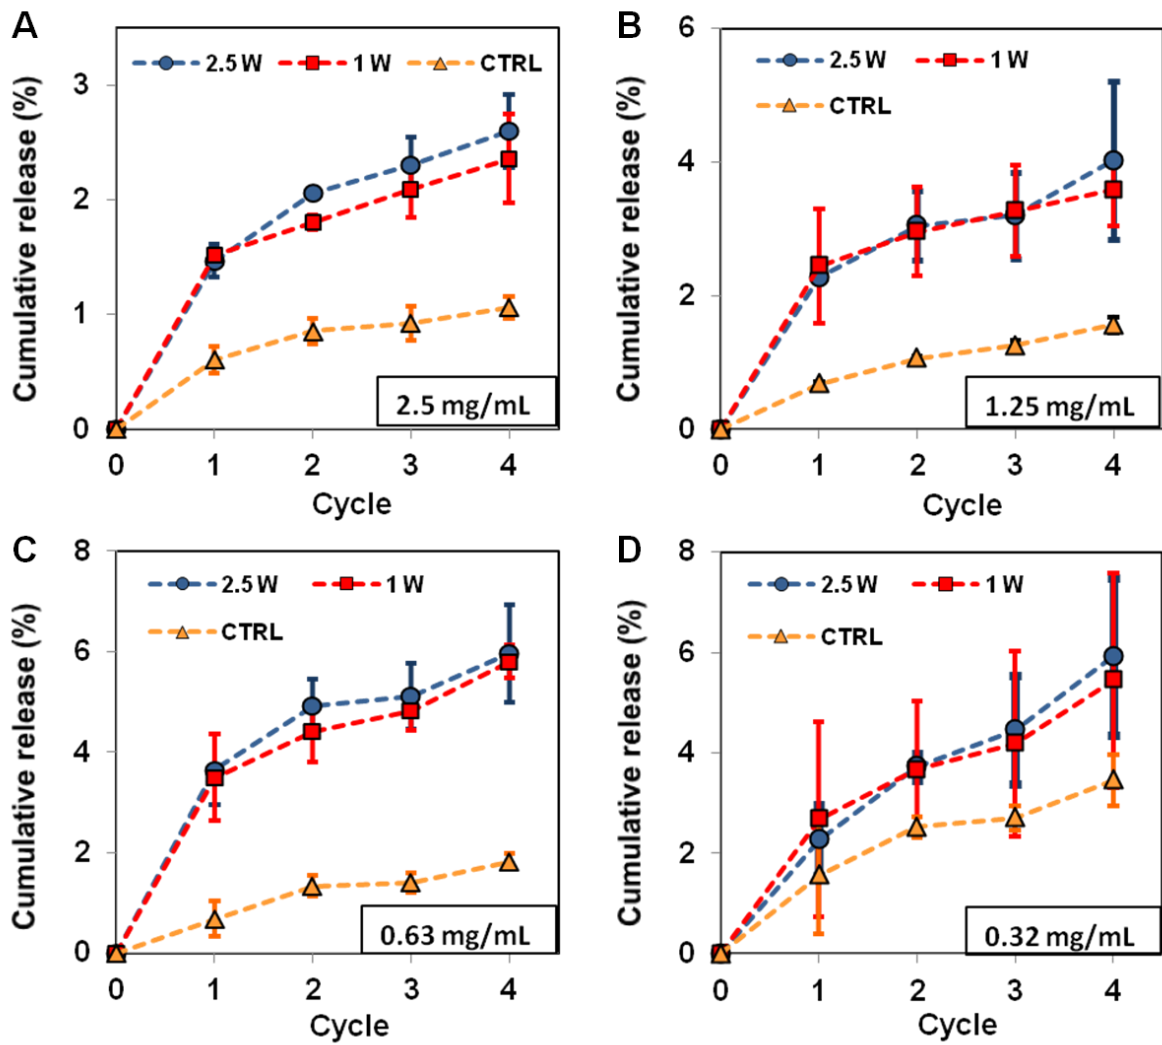 A
Cumulative release (%)
2.5 W 1 W CTRL
3
2
1
0
2.5 mg/mL
0 1 2 3 4
Cycle
B
Cumulative release (%)
2.5 W 1 W
CTRL
6
4
2
0
1.25 mg/mL
0 1 2 3 4
Cycle
C
Cumulative release (%)
2.5 W 1 W
CTRL
8
6
4
2
0
0.63 mg/mL
0 1 2 3 4
Cycle
D
Cumulative release (%)
2.5 W 1 W
CTRL
8
6
4
2
0
0.32 mg/mL
0 1 2 3 4
Cycle